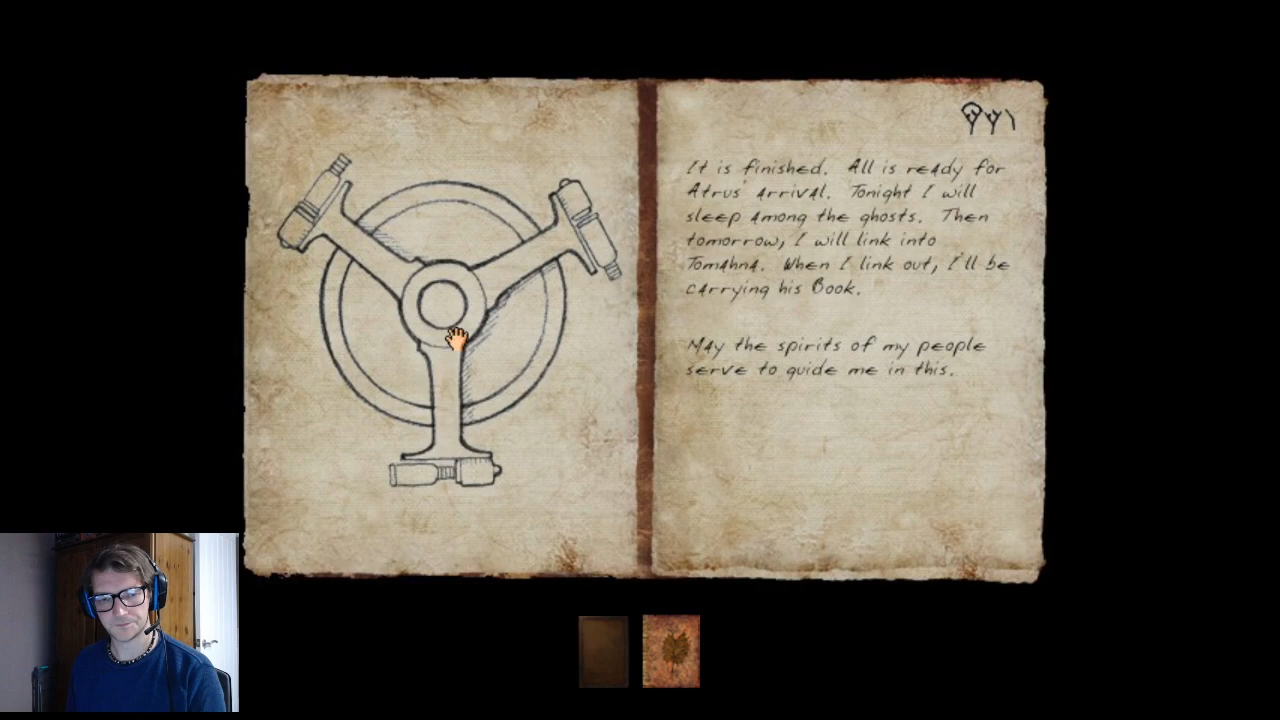 It is finished. All is ready for
Atrus' arrival. Tonight I will
sleep among the ghosts. Then
tomorrow, I will link into
Tomahna. When I link out, I'll be
carrying his Book.
May the spirits of my people
serve to guide me in this.